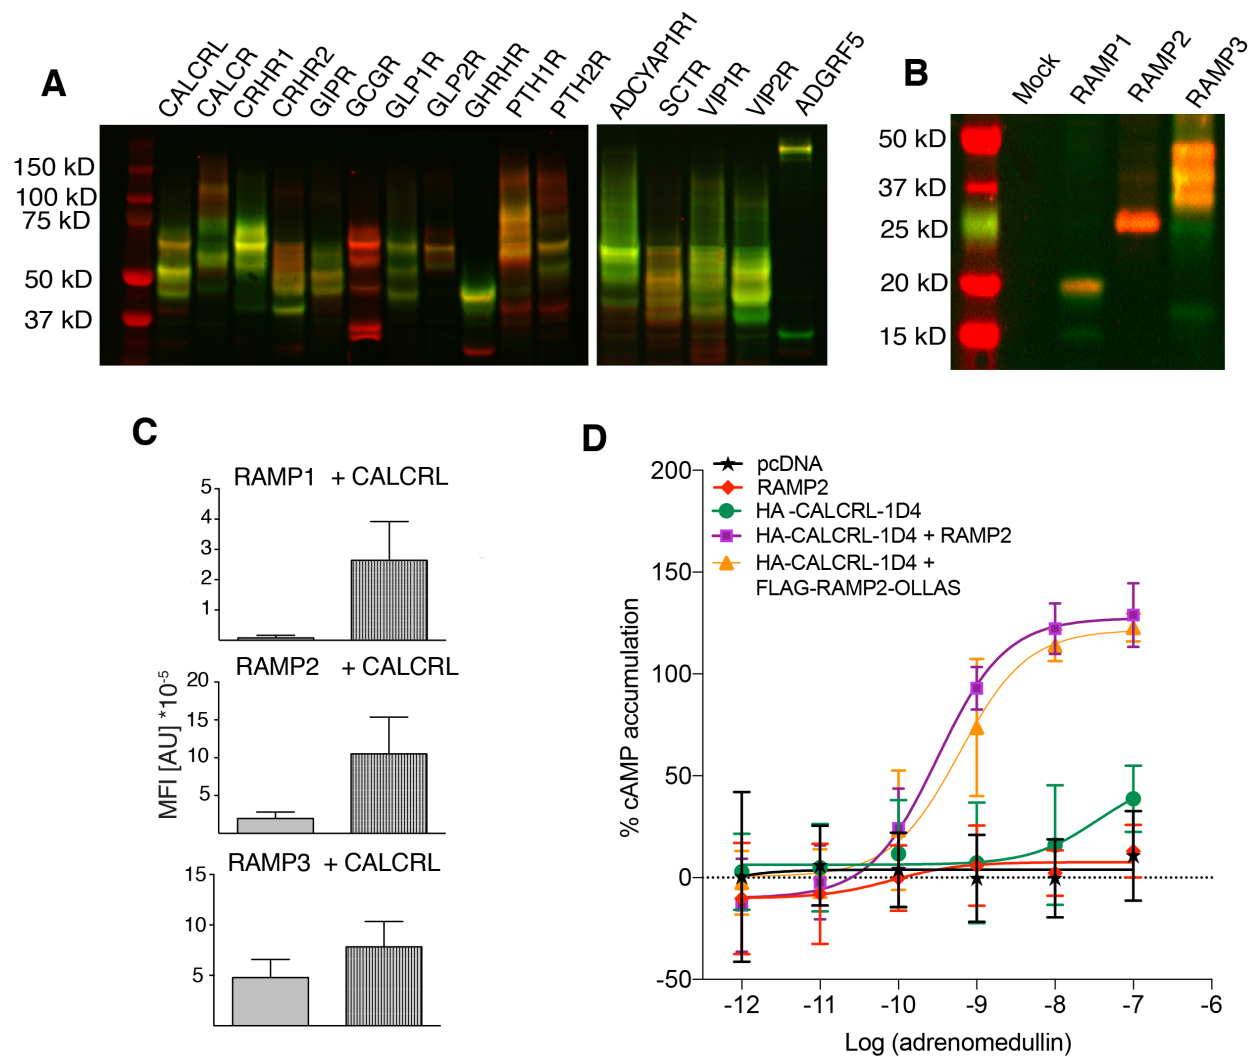 A
CALCRL
CALCR
CRHR1
CRHR2
GIPR
GCGR
GLP1R
GLP2R
GHRHR
PTH1R
PTH2R
ADCYAP1R1
SCTR
VIP1R
VIP2R
ADGRF5
150 kD
100 kD
75 kD
50 kD
37 kD
B
Mock
RAMP1
RAMP2
RAMP3
50 kD
37 kD
25 kD
20 kD
15 kD
C
MFI [AU] *10-5
RAMP1 + CALCRL
5
4
3
2
1
RAMP2 + CALCRL
20
15
10
5
RAMP3 + CALCRL
15
10
5
D
pcDNA
RAMP2
HA-CALCRL-1D4
HA-CALCRL-1D4 + RAMP2
HA-CALCRL-1D4 +
FLAG-RAMP2-OLLAS
% cAMP accumulation
200
150
100
50
0
-50
-12 -11 -10 -9 -8 -7 -6
Log (adrenomedullin)